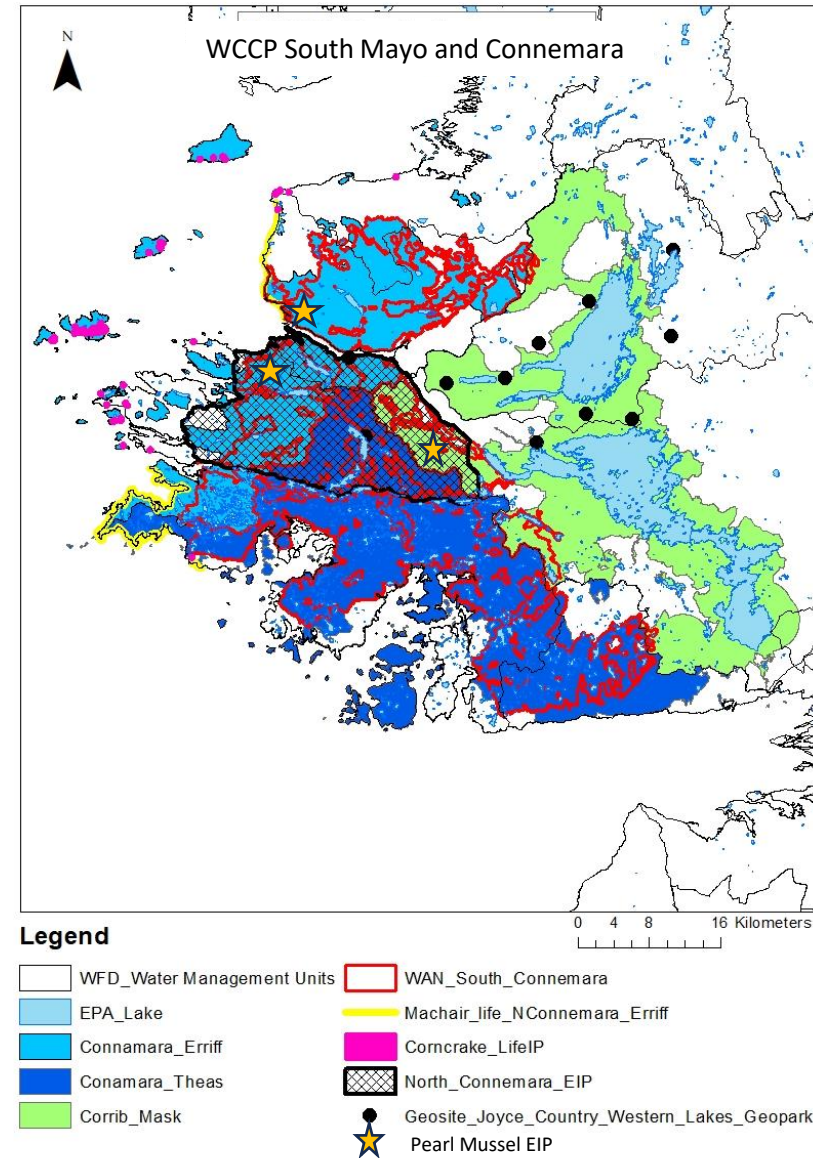 WCCP South Mayo and Connemara
N
0 4 8 16 Kilometers
Legend
WFD_Water Management Units
WAN_South_Connemara
EPA_Lake
Machair_life_NConnemara_Erriff
Connamara_Erriff
Corncrake_LifeIP
Conamara_Theas
North_Connemara_EIP
Corrib_Mask
Geosite_Joyce_Country_Western_Lakes_Geopark
Pearl Mussel EIP